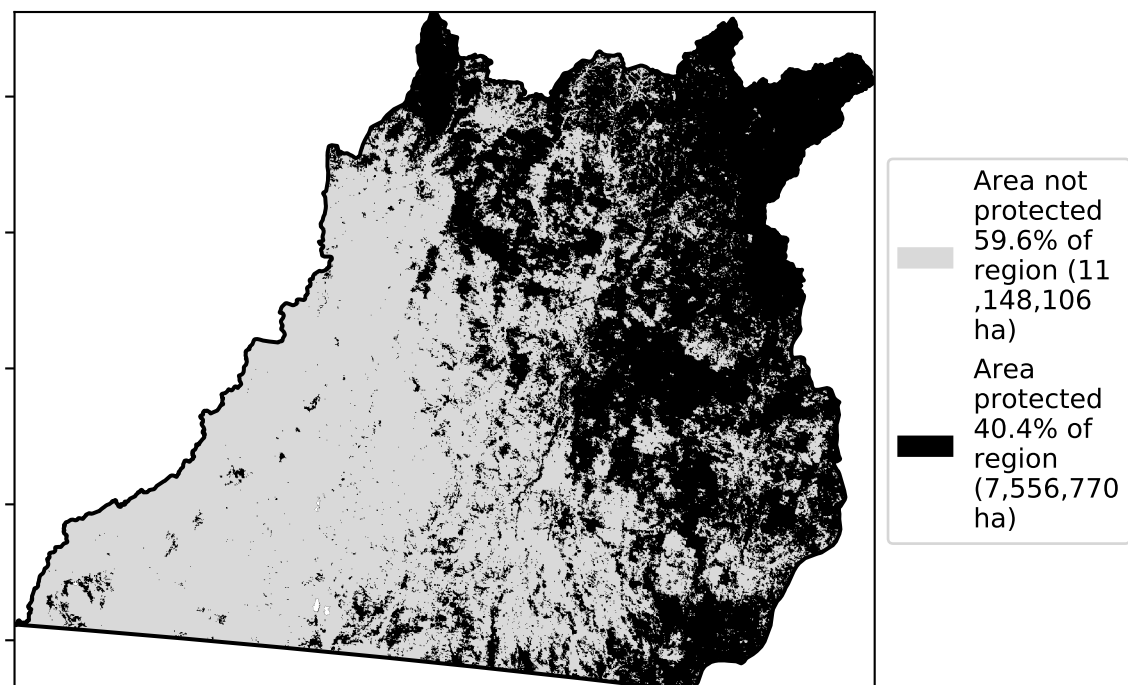 Area not
protected
59.6% of
region (11
,148,106
ha)
Area
protected
40.4% of
region
(7,556,770
ha)